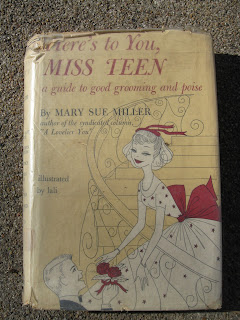 Here's to You,
MISS TEEN
a guide to good grooming and poise
By MARY SUE MILLER
author of the syndicated column,
"A Lovelier You"
illustrated
by lali